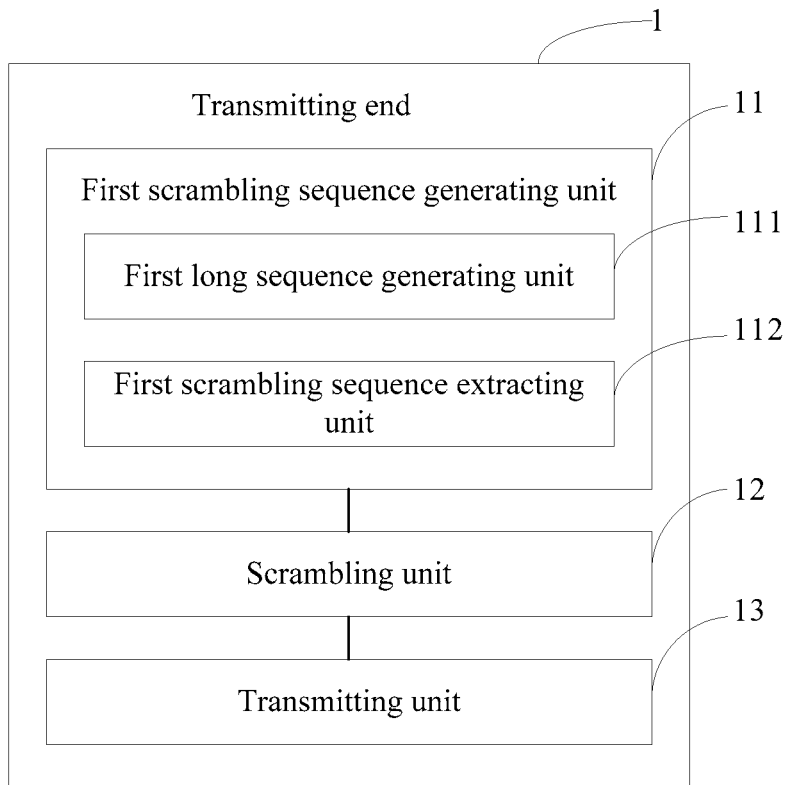 1
Transmitting end
11
First scrambling sequence generating unit
111
First long sequence generating unit
112
First scrambling sequence extracting
unit
12
Scrambling unit
13
Transmitting unit